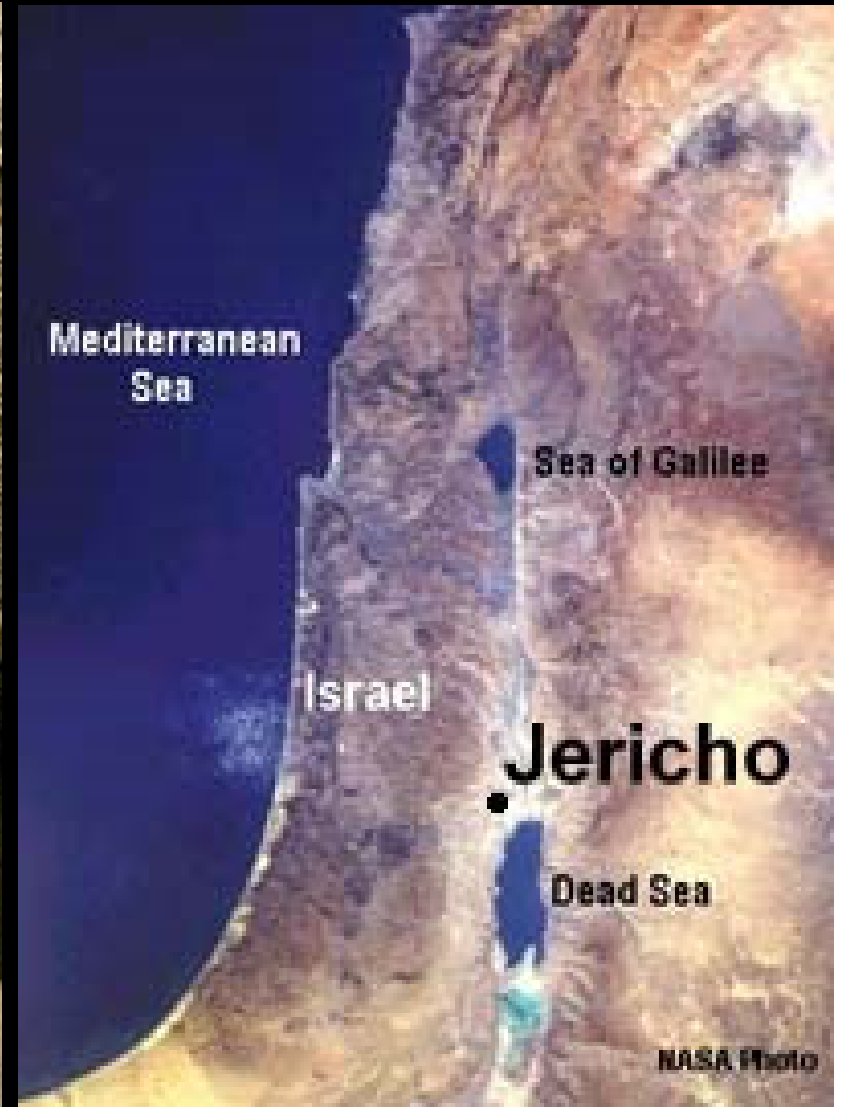 Mediterranean
Sea
Sea of Galilee
Israel
Jericho
Dead Sea
NASA Photo